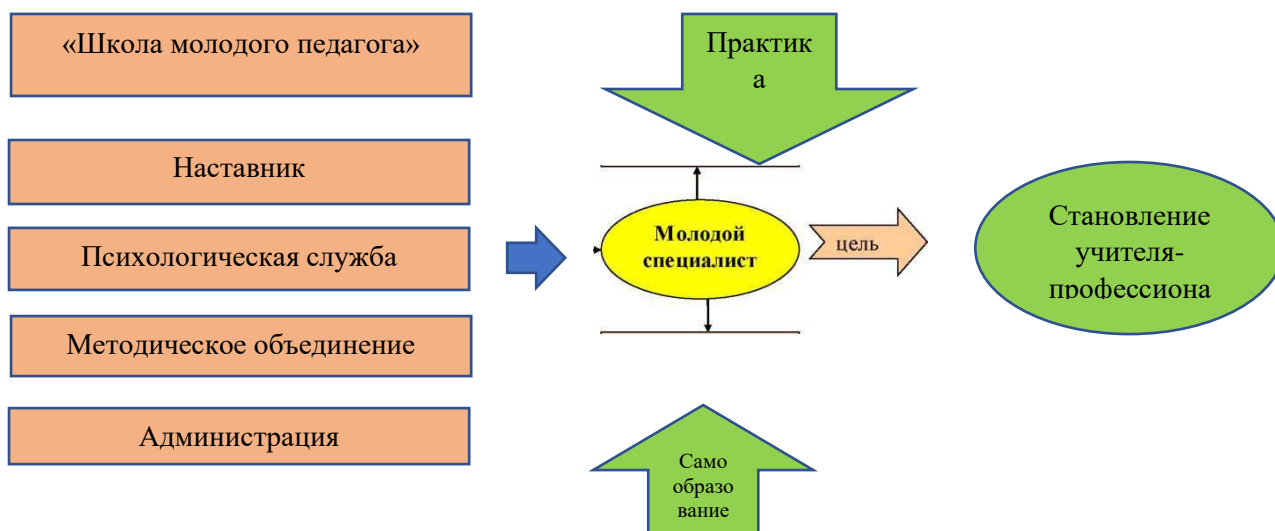 «Школа молодого педагога»
Наставник
Психологическая служба
Методическое объединение
Администрация
Практик
а
Молодой
специалист
цель
Становление
учителя-
профессиона
Само
образо
вание